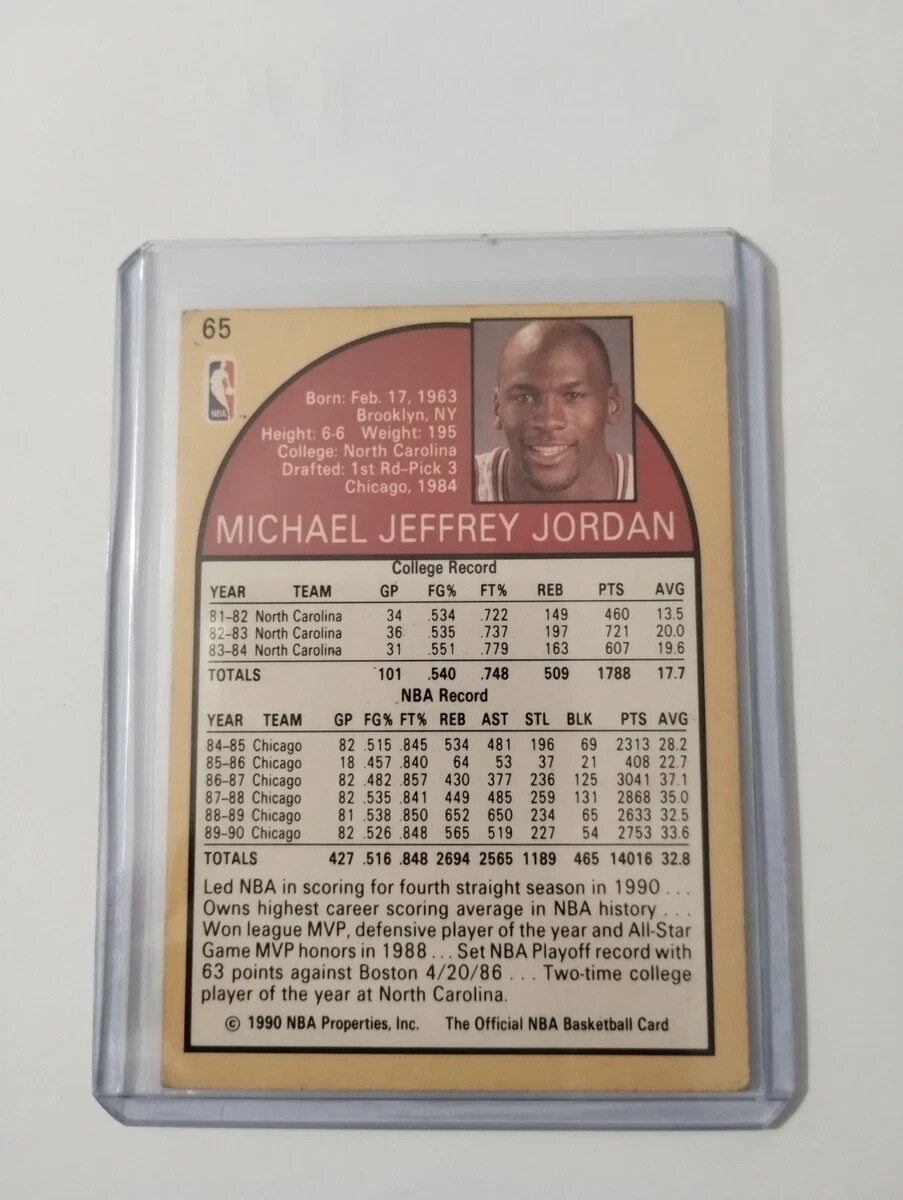 65
NBA
Born: Feb. 17, 1963
Brooklyn, NY
Height: 6-6 Weight: 195
College: North Carolina
Drafted: 1st Rd-Pick 3
Chicago, 1984
MICHAEL JEFFREY JORDAN
College Record
YEAR TEAM GP FG% FT% REB PTS AVG
81-82 North Carolina 34 .534 .722 149 460 13.5
82-83 North Carolina 36 .535 .737 197 721 20.0
83-84 North Carolina 31 .551 .779 163 607 19.6
TOTALS 101 .540 .748 509 1788 17.7
NBA Record
YEAR TEAM GP FG% FT% REB AST STL BLK PTS AVG
84-85 Chicago 82 .515 .845 534 481 196 69 2313 28.2
85-86 Chicago 18 .457 .840 64 53 37 21 408 22.7
86-87 Chicago 82 .482 .857 430 377 236 125 3041 37.1
87-88 Chicago 82 .535 .841 449 485 259 131 2868 35.0
88-89 Chicago 81 .538 .850 652 650 234 65 2633 32.5
89-90 Chicago 82 .526 .848 565 519 227 54 2753 33.6
TOTALS 427 .516 .848 2694 2565 1189 465 14016 32.8
Led NBA in scoring for fourth straight season in 1990 . . .
Owns highest career scoring average in NBA history . . .
Won league MVP, defensive player of the year and All-Star
Game MVP honors in 1988 . . . Set NBA Playoff record with
63 points against Boston 4/20/86 . . . Two-time college
player of the year at North Carolina.
© 1990 NBA Properties, Inc. The Official NBA Basketball Card